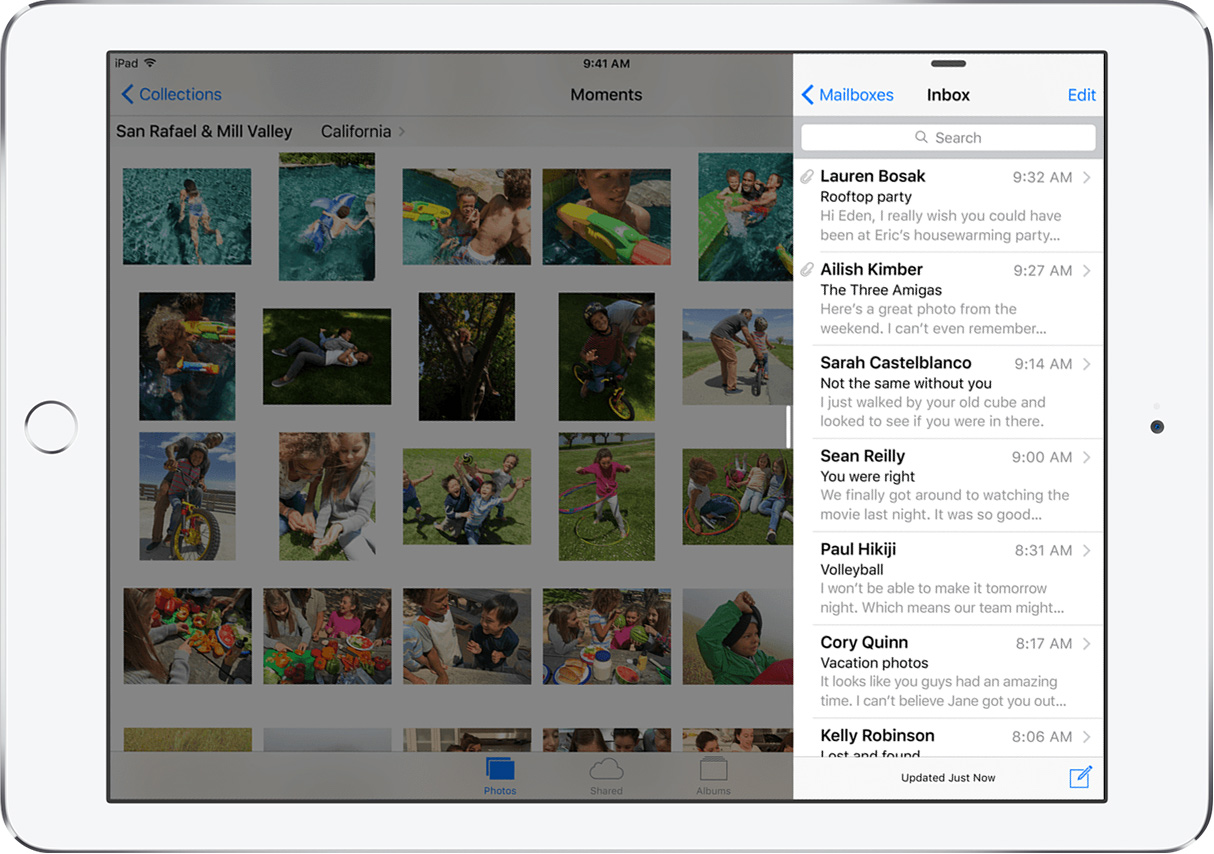 iPad
9:41 AM
Collections
Moments
San Rafael & Mill Valley
California
Photos
Shared
Albums
Mailboxes
Inbox
Edit
Search
Lauren Bosak
9:32 AM
Rooftop party
Hi Eden, I really wish you could have
been at Eric's housewarming party...
Ailish Kimber
9:27 AM
The Three Amigas
Here's a great photo from the
weekend. I can't even remember...
Sarah Castelblanco
9:14 AM
Not the same without you
I just walked by your old cube and
looked to see if you were in there.
Sean Reilly
9:00 AM
You were right
We finally got around to watching the
movie last night. It was so good...
Paul Hikiji
8:31 AM
Volleyball
I won't be able to make it tomorrow
night. Which means our team might...
Cory Quinn
8:17 AM
Vacation photos
It looks like you guys had an amazing
time. I can't believe Jane got you out...
Kelly Robinson
8:06 AM
Lost and found
Updated Just Now